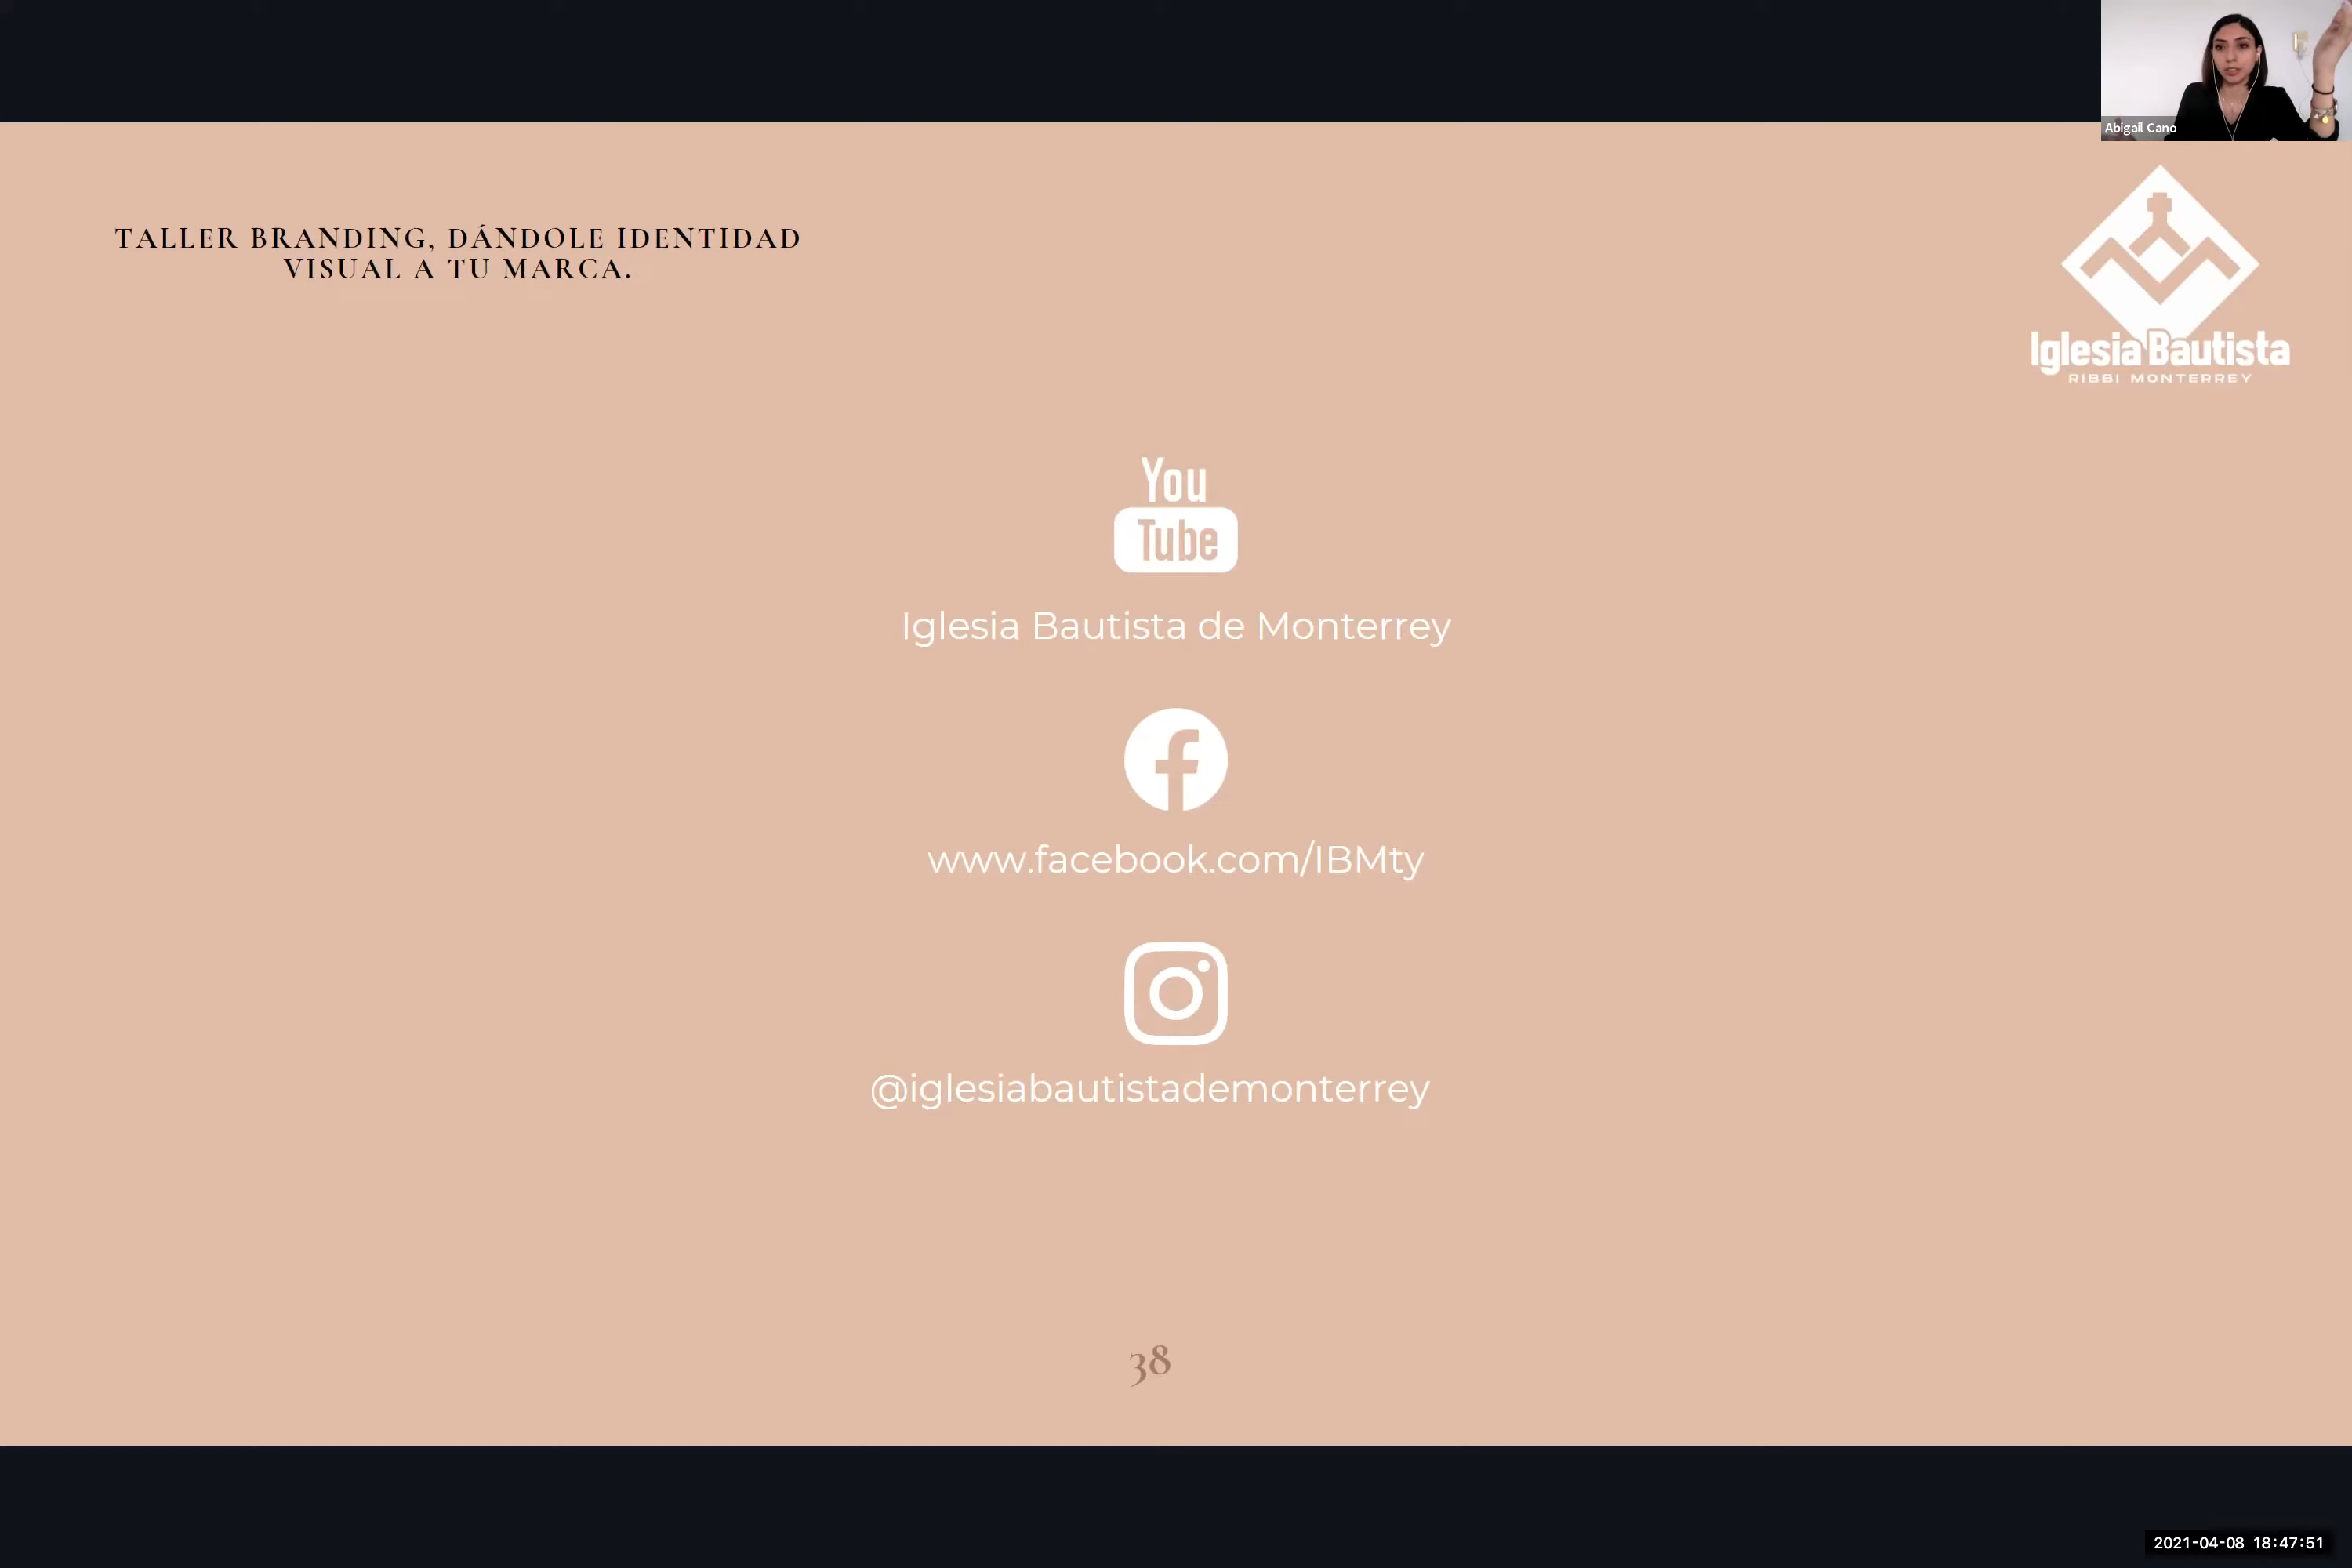 Abigail Cano
TALLER BRANDING, DÁNDOLE IDENTIDAD
VISUAL A TU MARCA.
Iglesia Bautista
RIBBI MONTERREY
You
Tube
Iglesia Bautista de Monterrey
www.facebook.com/IBMty
@iglesiabautistademonterrey
38
2021-04-08 18:47:51